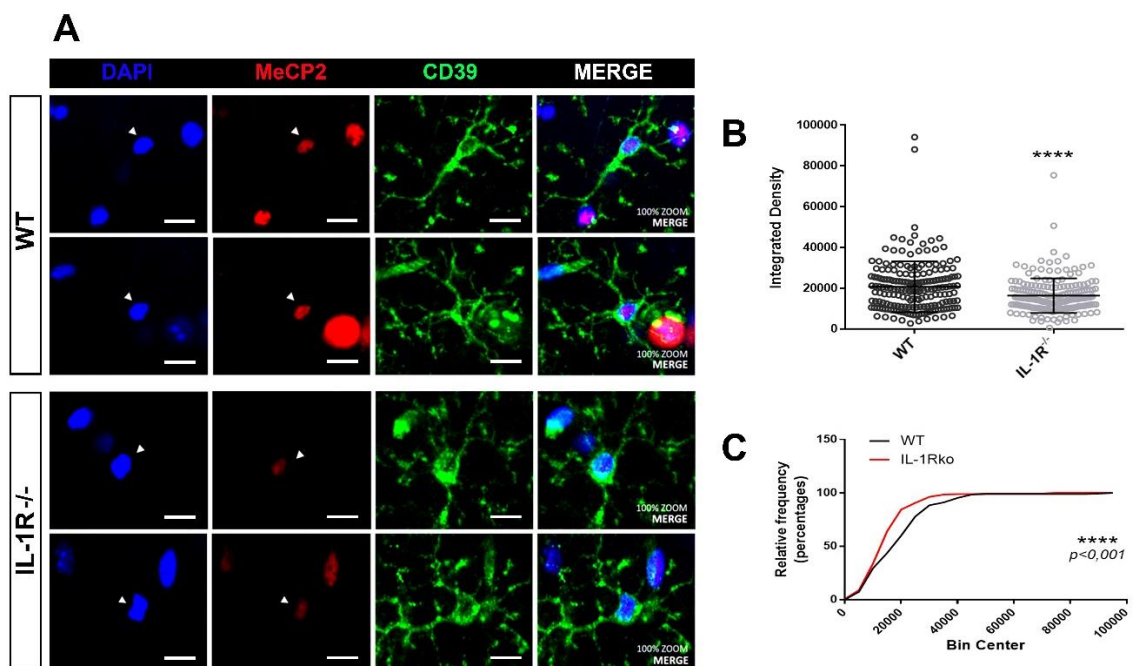 A
DAPI MeCP2 CD39 MERGE
WT
100% ZOOM
MERGE
100% ZOOM
MERGE
IL-1R-/-
100% ZOOM
MERGE
100% ZOOM
MERGE
B
Integrated Density
100000
80000
60000
40000
20000
0
****
WT
IL-1R-/-
C
Relative frequency
(percentages)
150
100
50
0
WT
IL-1Rko
****
p<0,001
0
20000
40000
60000
80000
100000
Bin Center